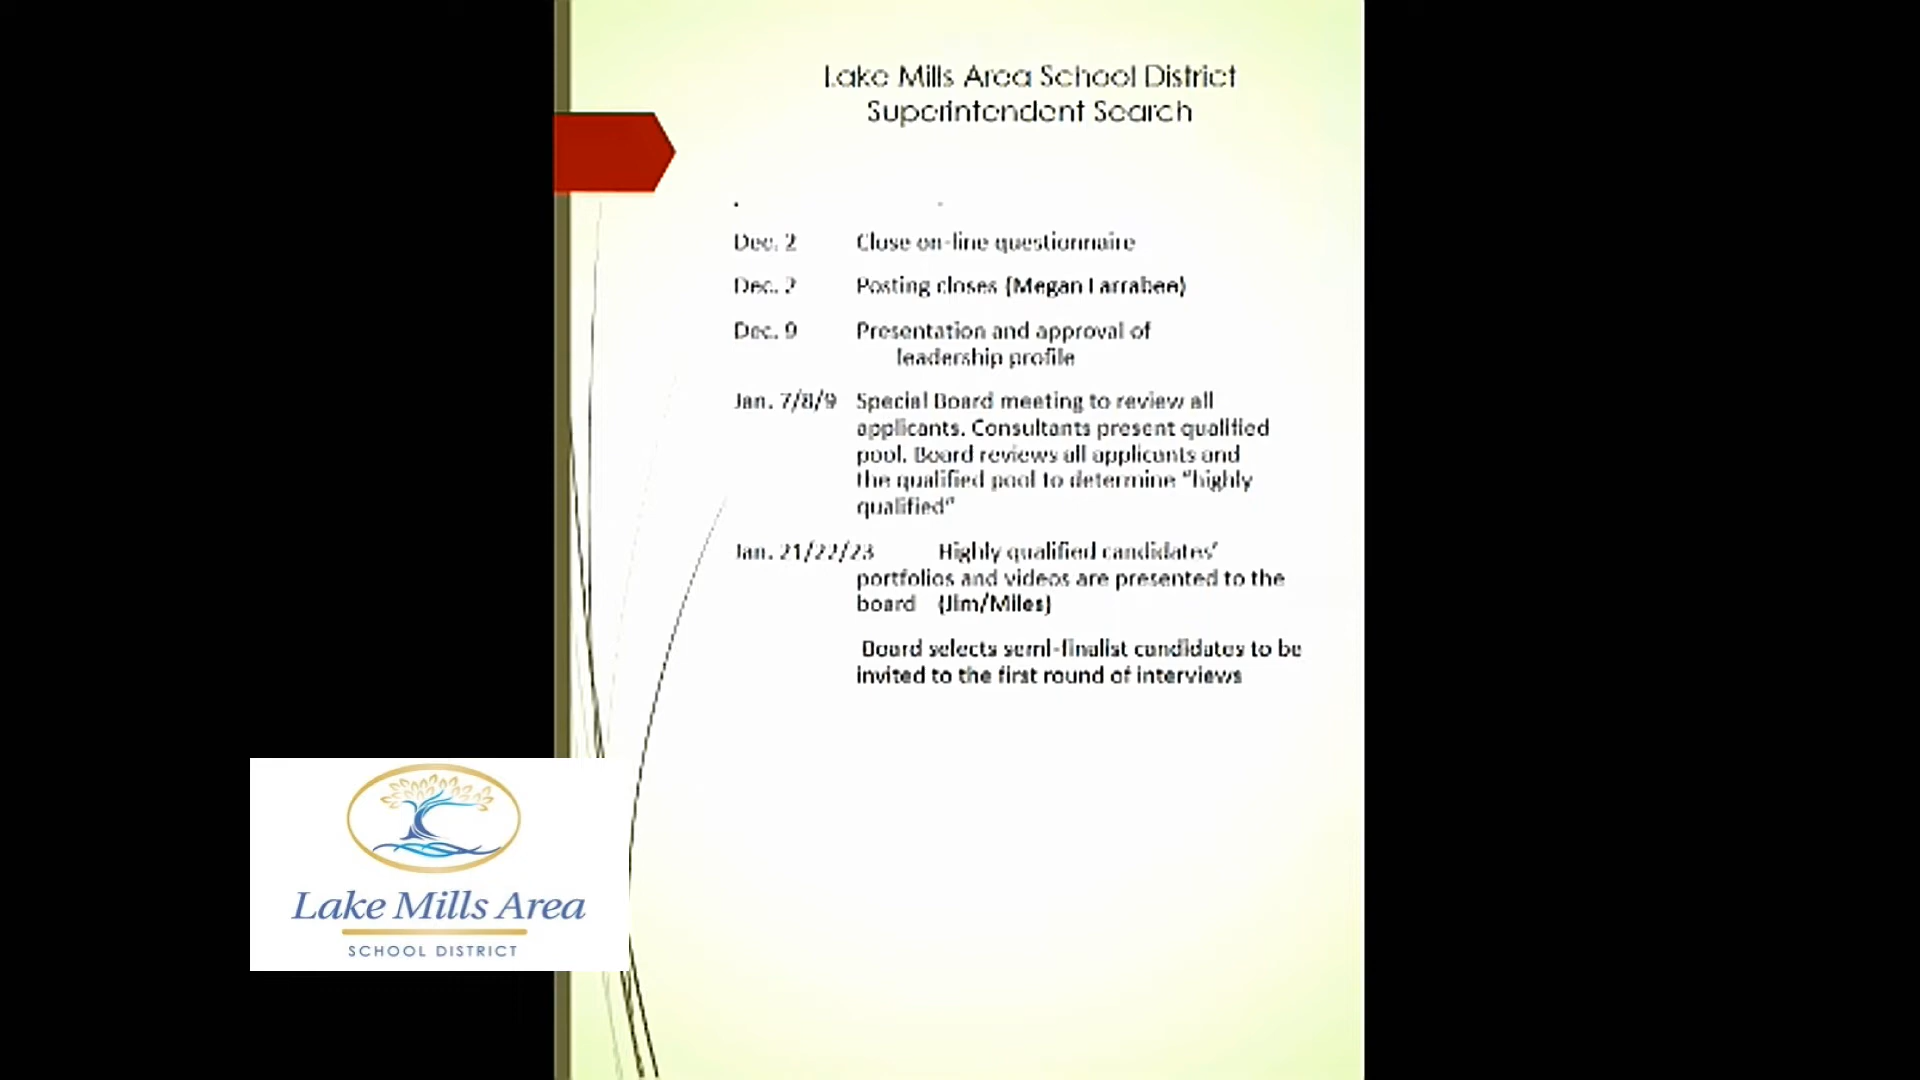 Lake Mills Area School District
Superintendent Search
Dec. 2 Close on-line questionnaire
Dec. 2 Posting closes (Megan Larrabee)
Dec. 9 Presentation and approval of
leadership profile
Jan. 7/8/9 Special Board meeting to review all
applicants. Consultants present qualified
pool. Board reviews all applicants and
the qualified pool to determine "highly
qualified"
Jan. 21/22/23 Highly qualified candidates'
portfolios and videos are presented to the
board (Jim/Miles)
Board selects semi-finalist candidates to be
invited to the first round of interviews
Lake Mills Area
SCHOOL DISTRICT